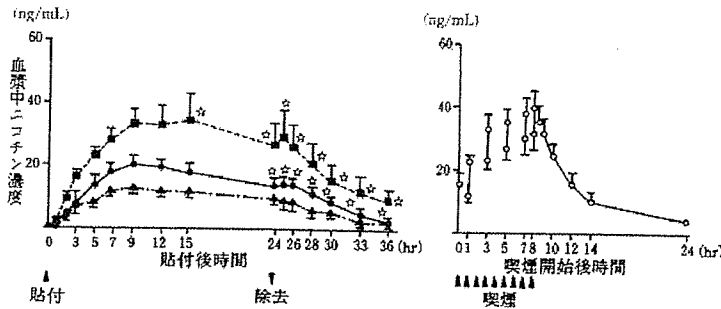 (ng/mL)
60
40
20
0
血漿中ニコチン濃度
0 3 5 7 9 12 15 24 26 28 30 33 36 (hr)
貼付後時間
貼付
除去
(ng/mL)
60
40
20
0 1 3 5 7 8 10 12 14 24 (hr)
喫煙開始後時間
喫煙